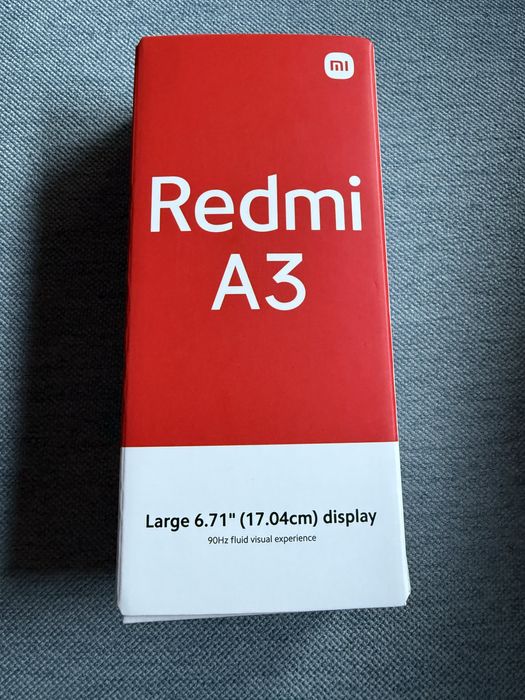 mi
Redmi
A3
Large 6.71" (17.04cm) display
90Hz fluid visual experience